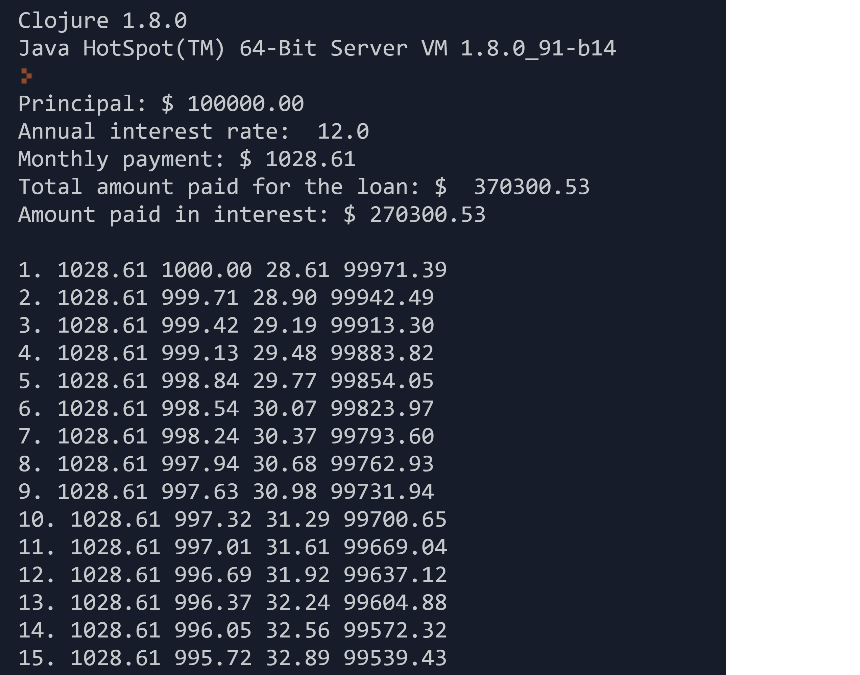 Clojure 1.8.0
Java HotSpot(TM) 64-Bit Server VM 1.8.0_91-b14
>
Principal: $ 100000.00
Annual interest rate:  12.0
Monthly payment: $ 1028.61
Total amount paid for the loan: $  370300.53
Amount paid in interest: $ 270300.53

1. 1028.61 1000.00 28.61 99971.39
2. 1028.61 999.71 28.90 99942.49
3. 1028.61 999.42 29.19 99913.30
4. 1028.61 999.13 29.48 99883.82
5. 1028.61 998.84 29.77 99854.05
6. 1028.61 998.54 30.07 99823.97
7. 1028.61 998.24 30.37 99793.60
8. 1028.61 997.94 30.68 99762.93
9. 1028.61 997.63 30.98 99731.94
10. 1028.61 997.32 31.29 99700.65
11. 1028.61 997.01 31.61 99669.04
12. 1028.61 996.69 31.92 99637.12
13. 1028.61 996.37 32.24 99604.88
14. 1028.61 996.05 32.56 99572.32
15. 1028.61 995.72 32.89 99539.43